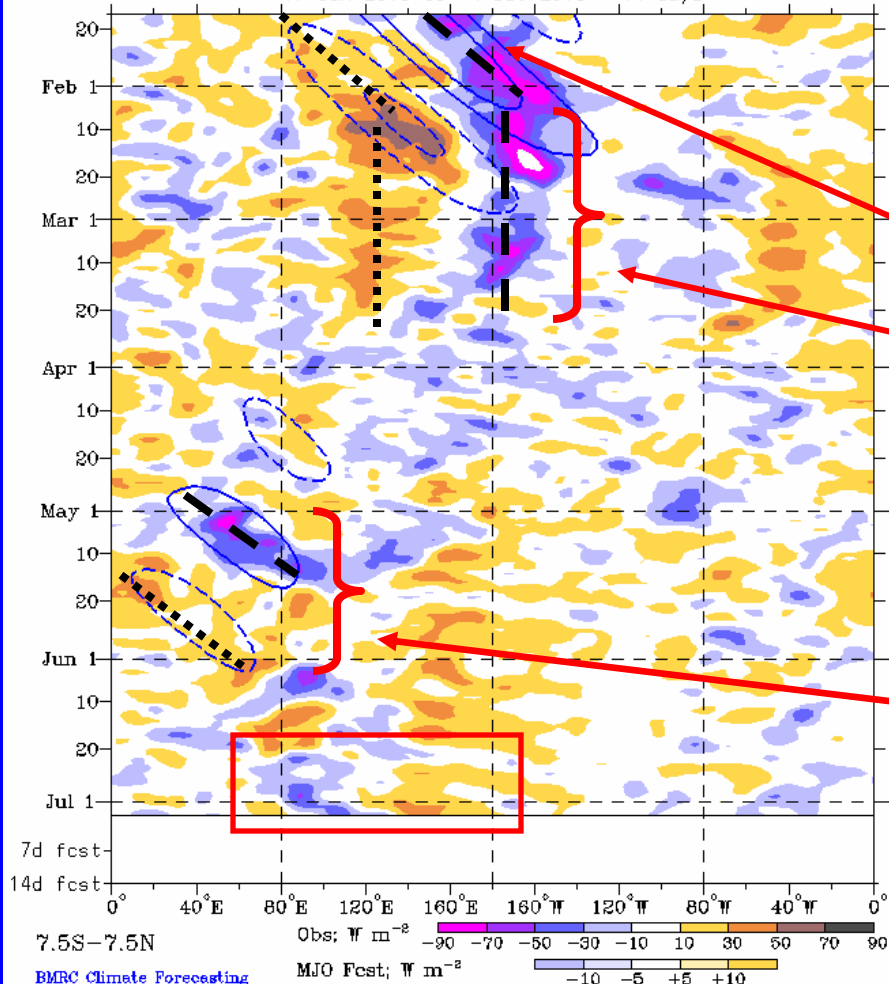 20
Feb 1
10
20
Mar 1
10
20
Apr 1
10
20
May 1
10
20
Jun 1
10
20
Jul 1
7d fcst
14d fcst
0° 40°E 80°E 120°E 160°E 160°W 120°W 80°W 40°W 0°
7.5S-7.5N
Obs: W m-2
-90 -70 -50 -30 -10 10 30 50 70 90
BMRC Climate Forecasting
MJO Fcst; W m-2
-10 -5 +5 +10